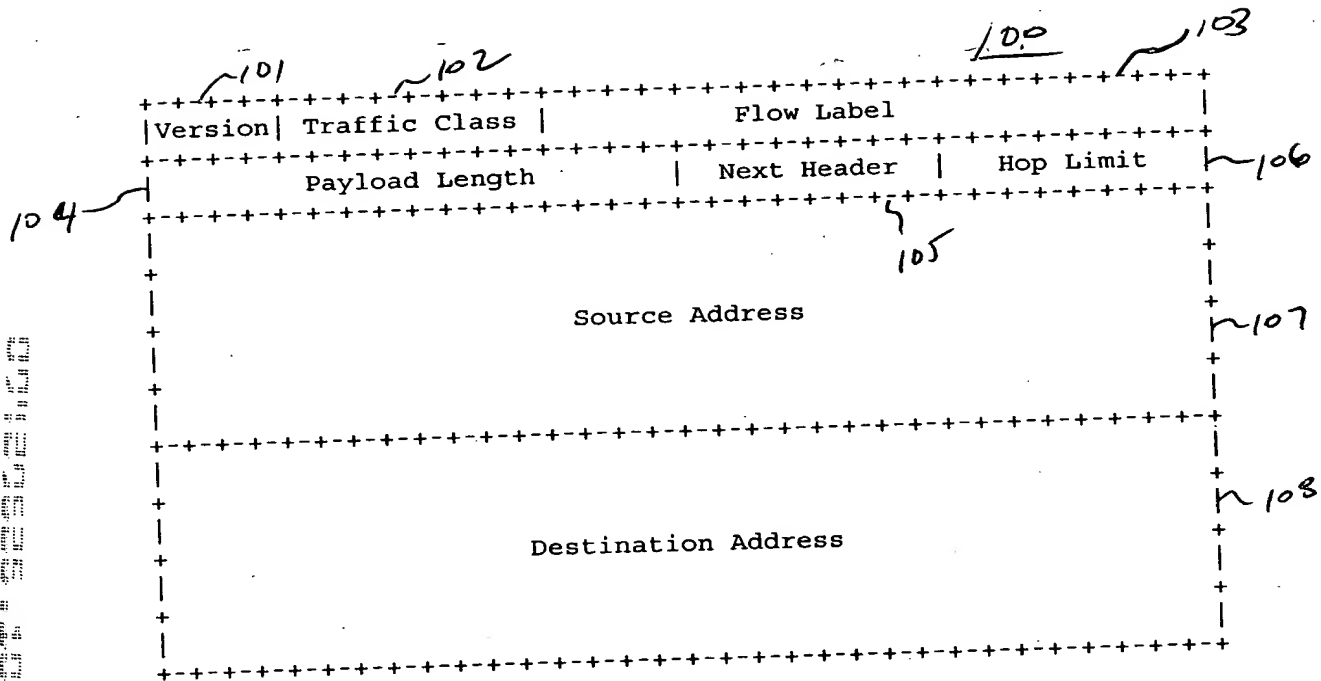 101 102 100 103
+-+-+-+-+-+-+-+-+-+-+-+-+-+-+-+-+-+-+-+-+-+-+-+-+-+-+-+-+-+-+-+-+
|Version| Traffic Class | Flow Label |
+-+-+-+-+-+-+-+-+-+-+-+-+-+-+-+-+-+-+-+-+-+-+-+-+-+-+-+-+-+-+-+-+
104 | Payload Length | Next Header | Hop Limit | 106
+-+-+-+-+-+-+-+-+-+-+-+-+-+-+-+-+-+-+-+-+-+-+-+-+-+-+-+-+-+-+-+-+
105
Source Address
107
+-+-+-+-+-+-+-+-+-+-+-+-+-+-+-+-+-+-+-+-+-+-+-+-+-+-+-+-+-+-+-+-+
108
Destination Address
+-+-+-+-+-+-+-+-+-+-+-+-+-+-+-+-+-+-+-+-+-+-+-+-+-+-+-+-+-+-+-+-+